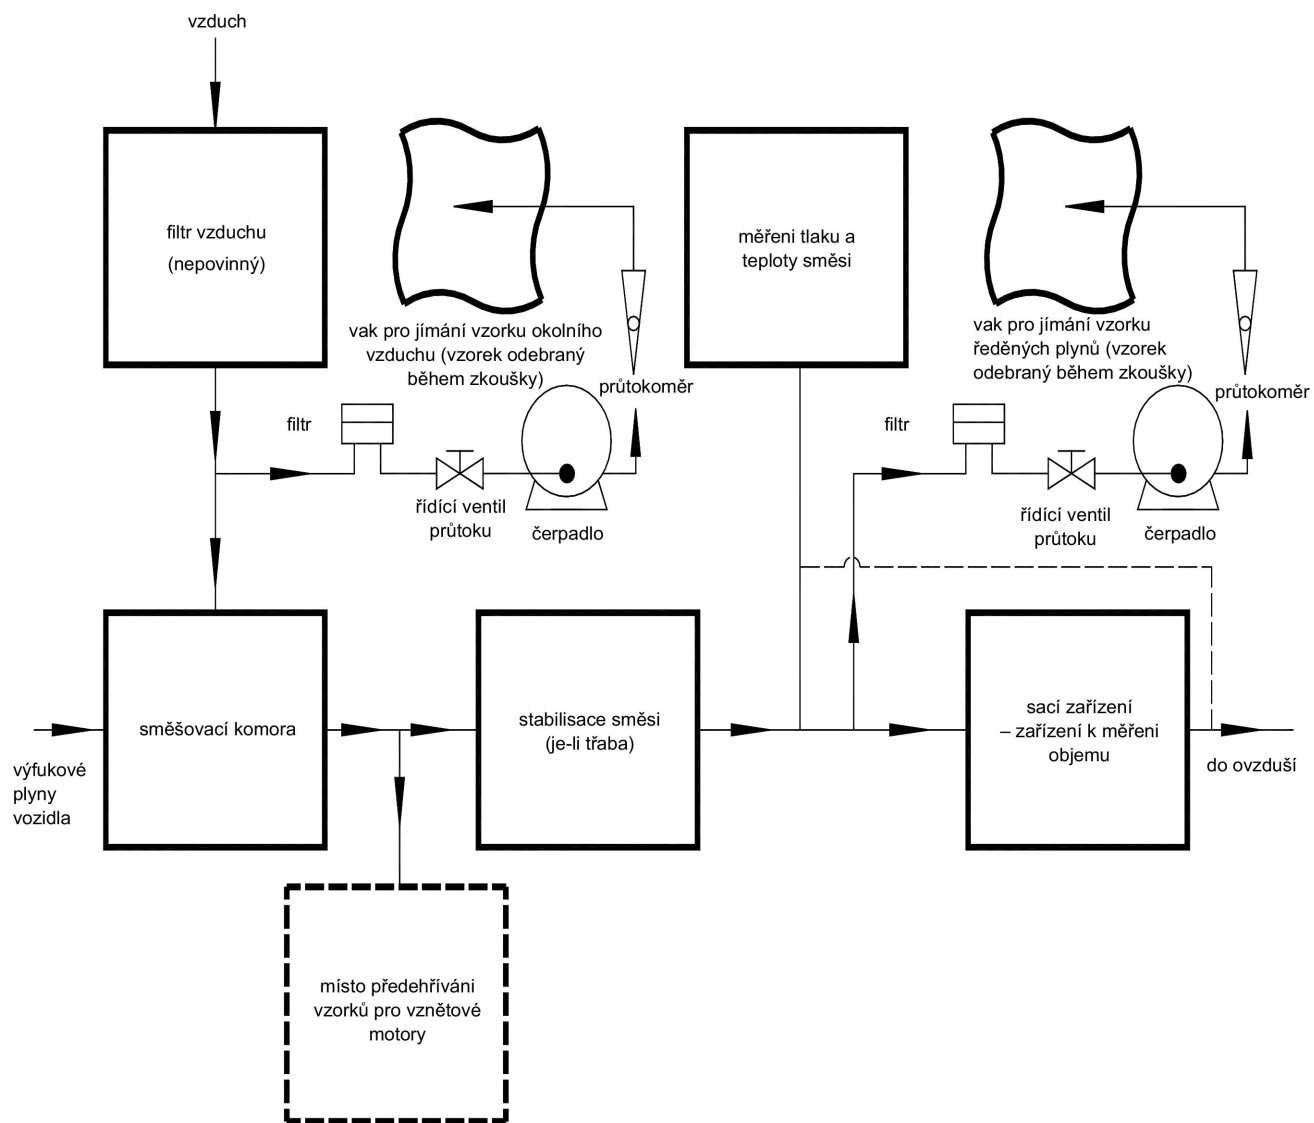 vzduch
filtr vzduchu
(nepovinný)
měřeni tlaku a
teploty směsi
vak pro jímání vzorku okolního
vzduchu (vzorek odebraný
během zkoušky)
vak pro jímání vzorku
ředěných plynů (vzorek
odebraný během zkoušky)
průtokoměr
průtokoměr
filtr
filtr
řídící ventil
průtoku
čerpadlo
řídící ventil
průtoku
čerpadlo
směšovací komora
stabilisace směsi
(je-li třaba)
sací zařízení
– zařízení k měřeni
objemu
výfukové
plyny
vozidla
do ovzduší
místo předehříváni
vzorků pro vznětové
motory